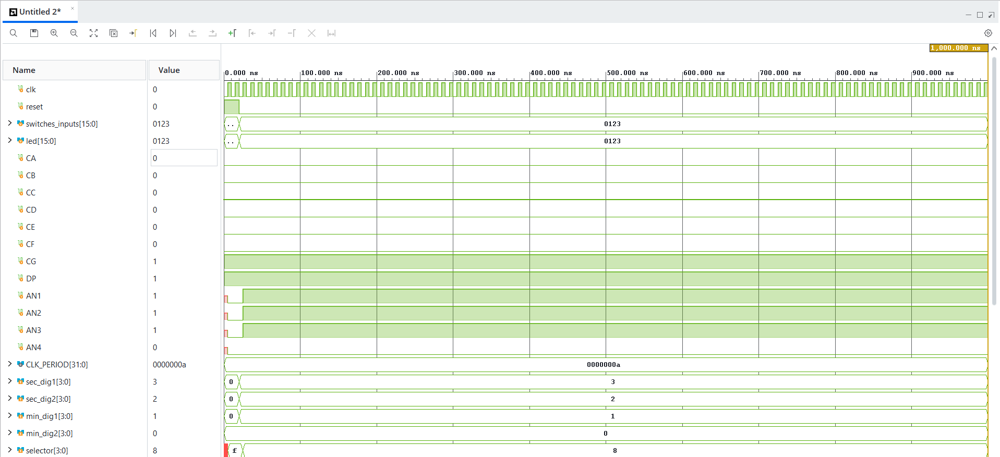 Untitled 2*
1,000.000 ns
Name Value
0.000 ns 100.000 ns 200.000 ns 300.000 ns 400.000 ns 500.000 ns 600.000 ns 700.000 ns 800.000 ns 900.000 ns
clk 0
reset 0
switches_inputs[15:0] 0123 .. 0123
led[15:0] 0123 .. 0123
CA 0
CB 0
CC 0
CD 0
CE 0
CF 0
CG 1
DP 1
AN1 1
AN2 1
AN3 1
AN4 0
CLK_PERIOD[31:0] 0000000a 0000000a
sec_dig1[3:0] 3 0 3
sec_dig2[3:0] 2 0 2
min_dig1[3:0] 1 0 1
min_dig2[3:0] 0 0
selector[3:0] 8 f 8